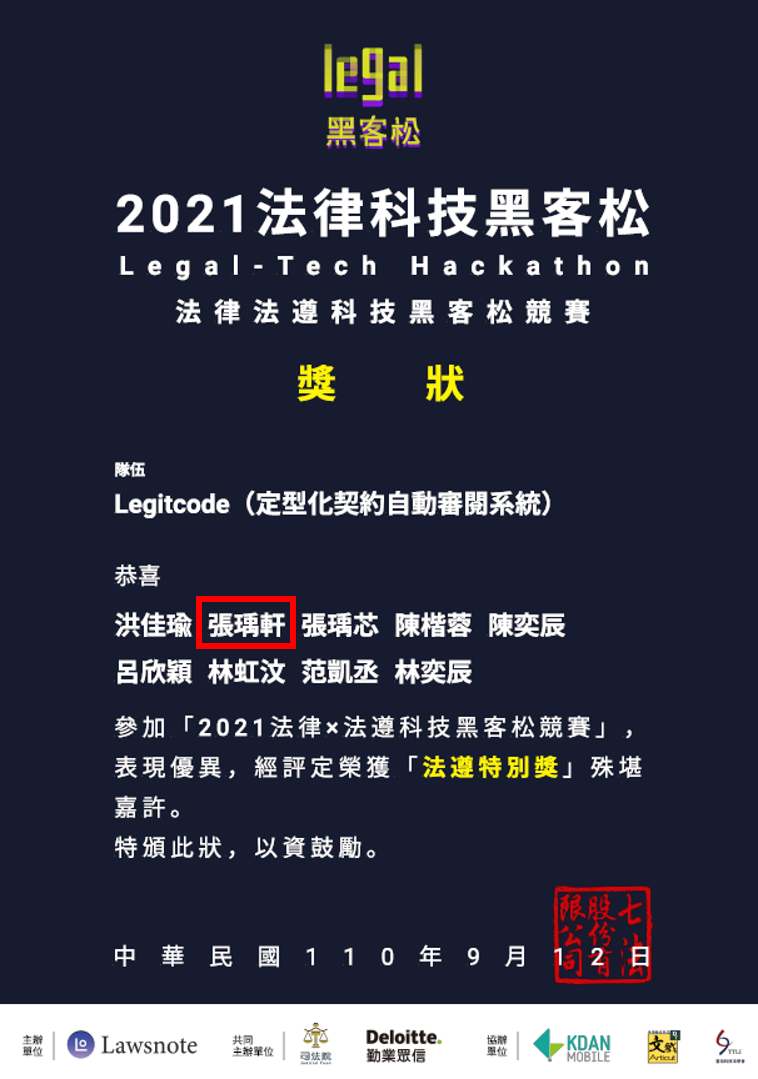 legal
黑客松
2021法律科技黑客松
Legal-Tech Hackathon
法律法遵科技黑客松競賽
獎 狀
隊伍
Legitcode（定型化契約自動審閱系統）
恭喜
洪佳瑜 張瑀軒 張瑀芯 陳楷蓉 陳奕辰
呂欣穎 林虹汶 范凱丞 林奕辰
參加「2021法律×法遵科技黑客松競賽」，
表現優異，經評定榮獲「法遵特別獎」殊堪
嘉許。
特頒此狀，以資鼓勵。
七法
股份有
限公司
中華民國110年9月12日
主辦
單位
Lawsnote
共同
主辦單位
司法院
Judicial Yuan
Deloitte.
勤業眾信
協辦
單位
KDAN
MOBILE
文戲
Articul
TTLI